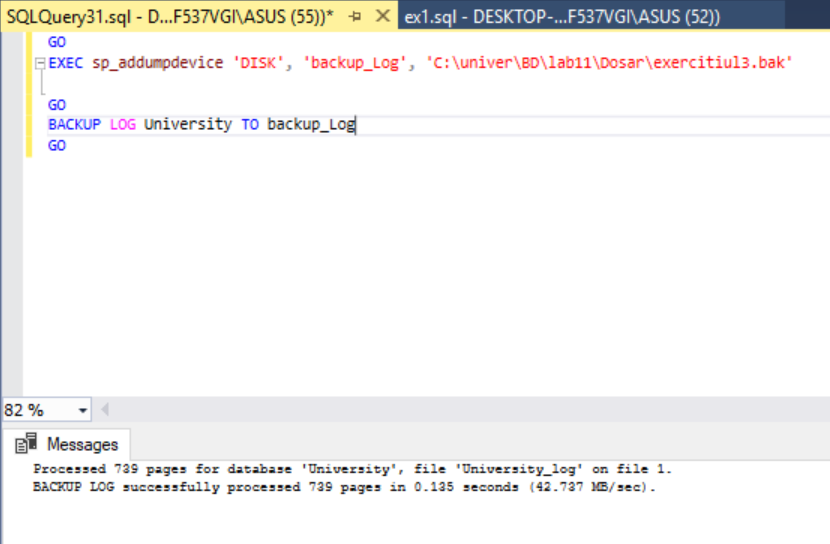 SQLQuery31.sql - D...F537VGI\ASUS (55))* ex1.sql - DESKTOP-...F537VGI\ASUS (52))
GO
EXEC sp_addumpdevice 'DISK', 'backup_Log', 'C:\univer\BD\lab11\Dosar\exercitiul3.bak'
GO
BACKUP LOG University TO backup_Log
GO
82 %
Messages
Processed 739 pages for database 'University', file 'University_log' on file 1.
BACKUP LOG successfully processed 739 pages in 0.135 seconds (42.737 MB/sec).